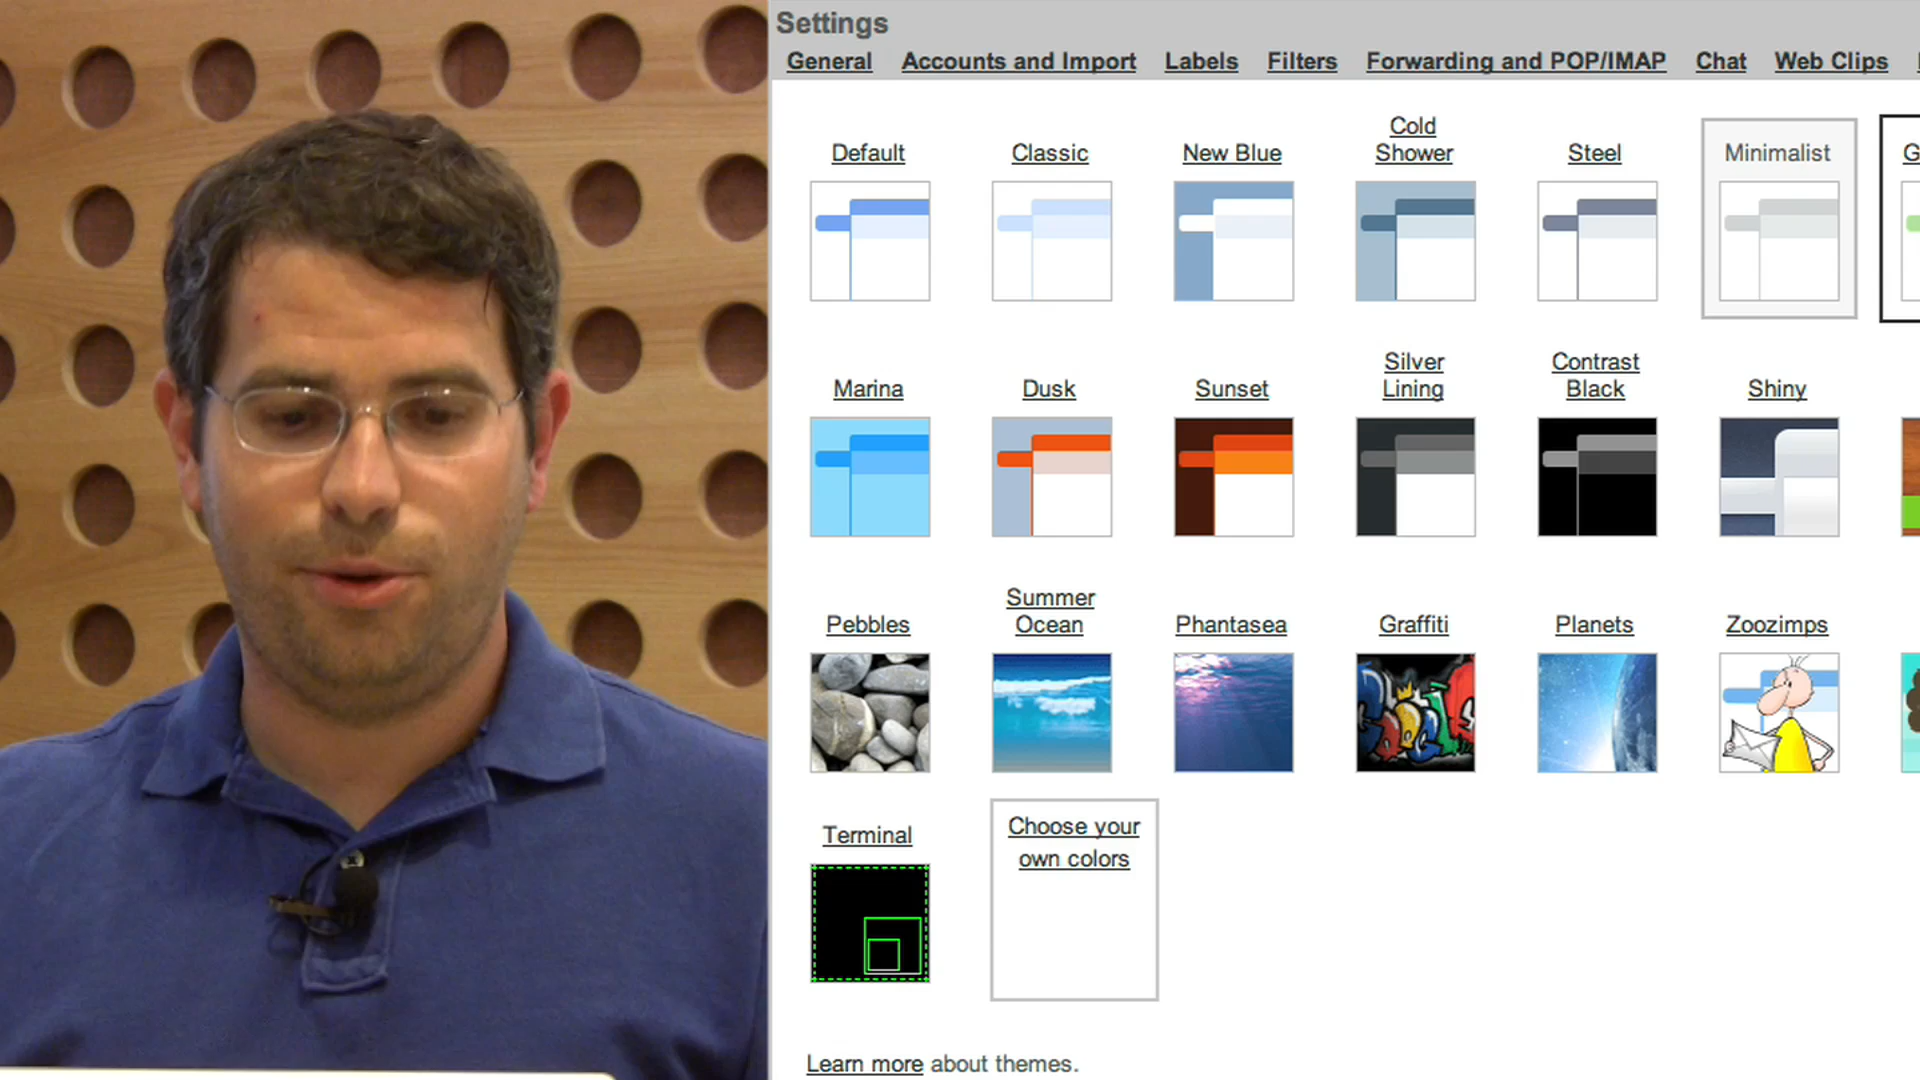 Settings
General Accounts and Import Labels Filters Forwarding and POP/IMAP Chat Web Clips
Default Classic New Blue Cold
Shower Steel Minimalist
Marina Dusk Sunset Silver
Lining Contrast
Black Shiny
Pebbles Summer
Ocean Phantasea Graffiti Planets Zoozimps
Terminal Choose your
own colors
Learn more about themes.